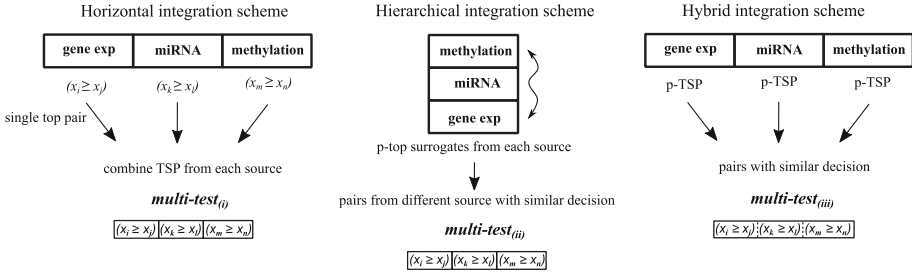 Horizontal integration scheme
gene exp miRNA methylation
(xi ≥ xj) (xk ≥ xl) (xm ≥ xn)
single top pair
combine TSP from each source
multi-test(i)
(xi ≥ xj) (xk ≥ xl) (xm ≥ xn)
Hierarchical integration scheme
methylation
miRNA
gene exp
p-top surrogates from each source
pairs from different source with similar decision
multi-test(ii)
(xi ≥ xj) (xk ≥ xl) (xm ≥ xn)
Hybrid integration scheme
gene exp miRNA methylation
p-TSP p-TSP p-TSP
pairs with similar decision
multi-test(iii)
(xi ≥ xj) (xk ≥ xl) (xm ≥ xn)